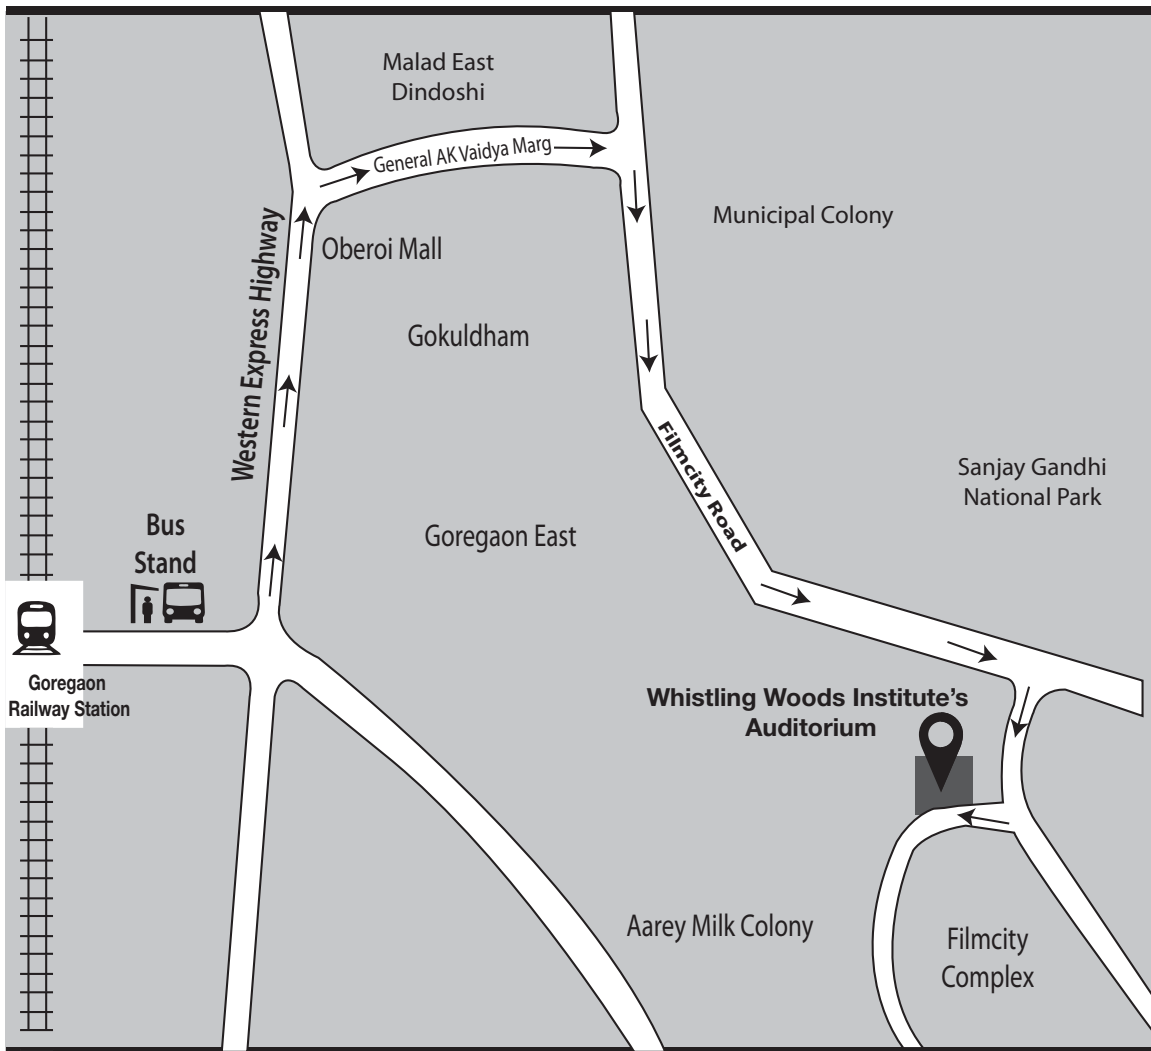 Malad East
Dindoshi
General AK Vaidya Marg
Municipal Colony
Western Express Highway
Oberoi Mall
Gokuldham
Filmcity Road
Sanjay Gandhi
National Park
Bus
Stand
Goregaon East
Goregaon
Railway Station
Whistling Woods Institute's
Auditorium
Aarey Milk Colony
Filmcity
Complex